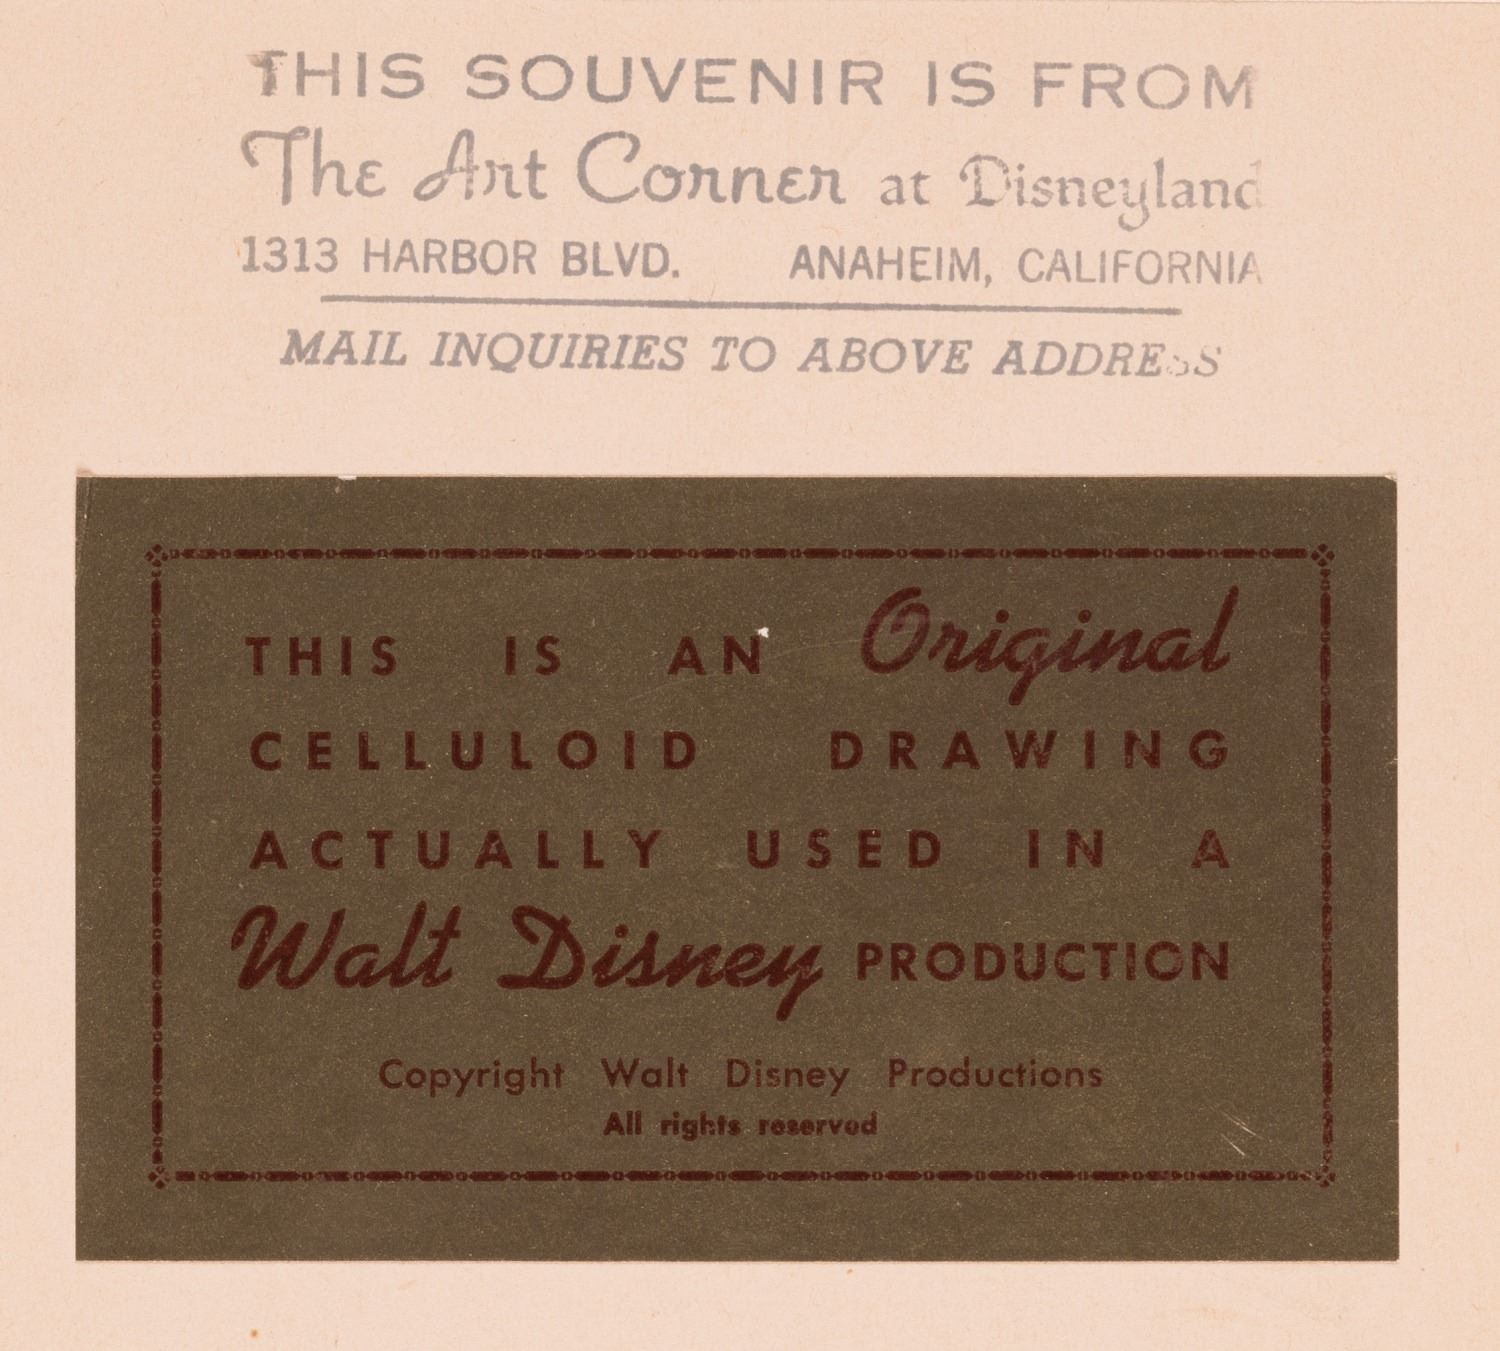 THIS SOUVENIR IS FROM
The Art Corner at Disneyland
1313 HARBOR BLVD. ANAHEIM, CALIFORNIA
MAIL INQUIRIES TO ABOVE ADDRESS
THIS IS AN Original
CELLULOID DRAWING
ACTUALLY USED IN A
Walt Disney PRODUCTION
Copyright Walt Disney Productions
All rights reserved